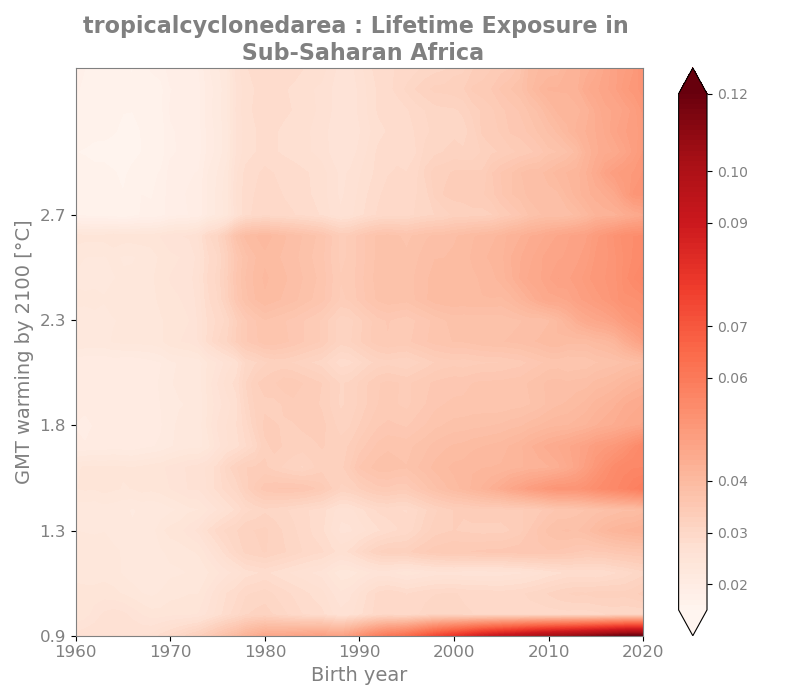 tropicalcyclonedarea : Lifetime Exposure in
Sub-Saharan Africa
GMT warming by 2100 [°C]
2.7
2.3
1.8
1.3
0.9
1960 1970 1980 1990 2000 2010 2020
Birth year
0.12
0.10
0.09
0.07
0.06
0.04
0.03
0.02